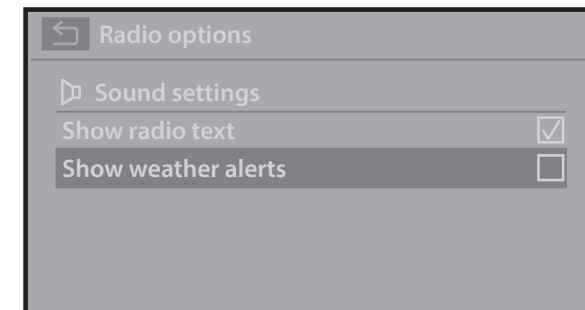 Radio options
Sound settings
Show radio text
Show weather alerts